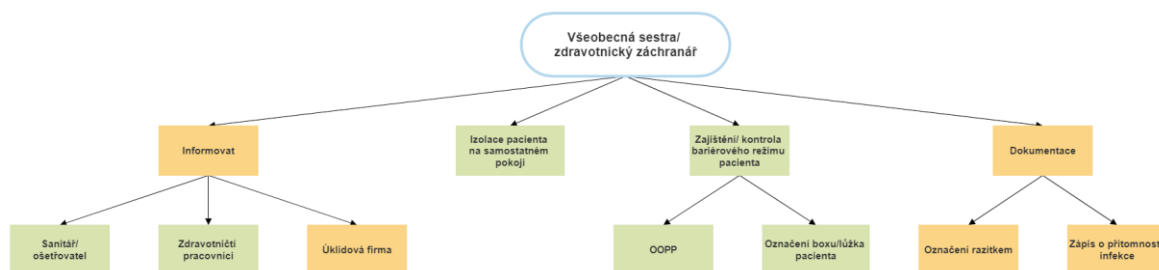 Všeobecná sestra/
zdravotnický záchranář
Informovat
Izolace pacienta
na samostatném
pokoji
Zajištění/ kontrola
bariérového režimu
pacienta
Dokumentace
Sanitář/
ošetřovatel
Zdravotničtí
pracovníci
Úklidová firma
OOPP
Označení boxu/lůžka
pacienta
Označení razítkem
Zápis o přítomnosti
infekce